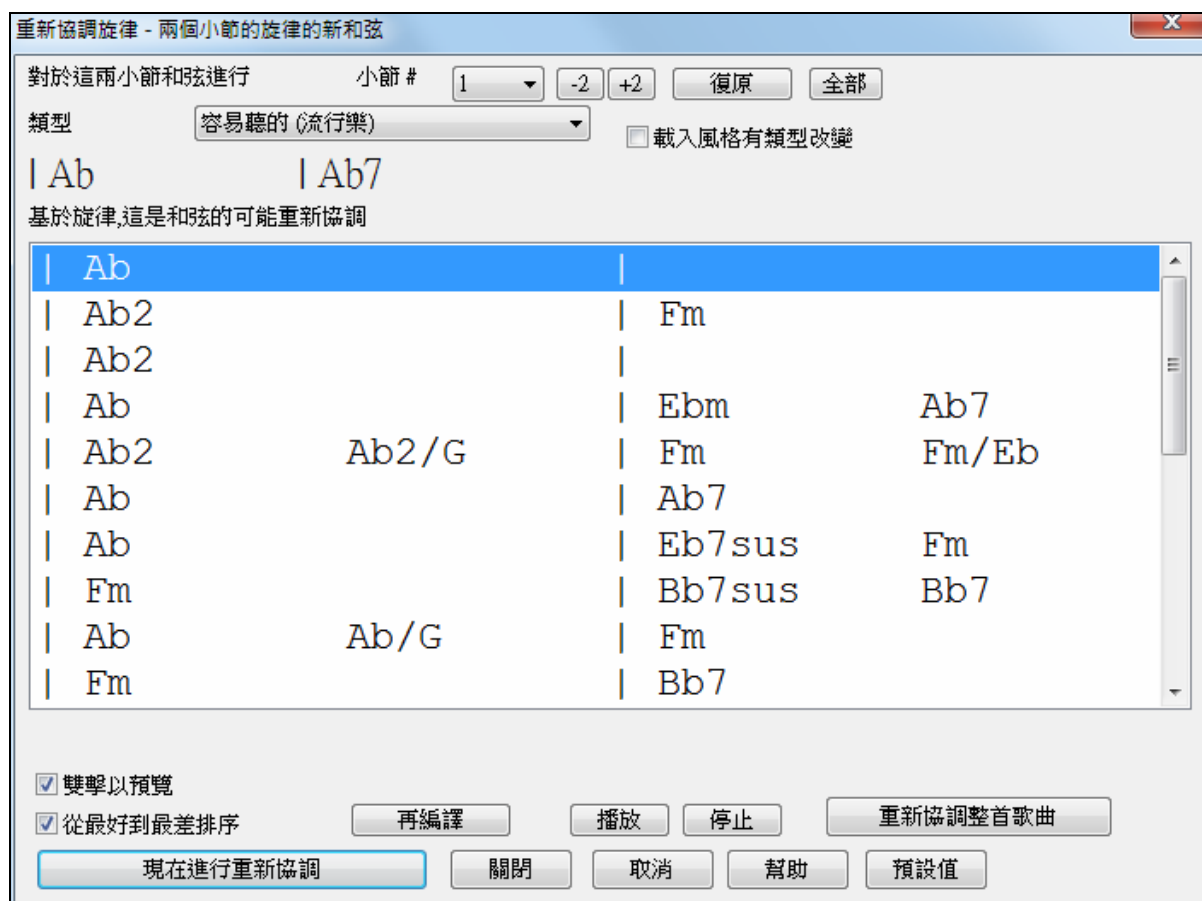 重新協調旋律 - 兩個小節的旋律的新和弦
對於這兩小節和弦進行 小節 # 1 -2 +2 復原 全部
類型 容易聽的 (流行樂) 載入風格有類型改變
| Ab | Ab7
基於旋律,這是和弦的可能重新協調
| Ab |
| Ab2 | Fm
| Ab2 |
| Ab | Ebm Ab7
| Ab2 Ab2/G | Fm Fm/Eb
| Ab | Ab7
| Ab | Eb7sus Fm
| Fm | Bb7sus Bb7
| Ab Ab/G | Fm
| Fm | Bb7
雙擊以預覽
從最好到最差排序 再編譯 播放 停止 重新協調整首歌曲
現在進行重新協調 關閉 取消 幫助 預設值